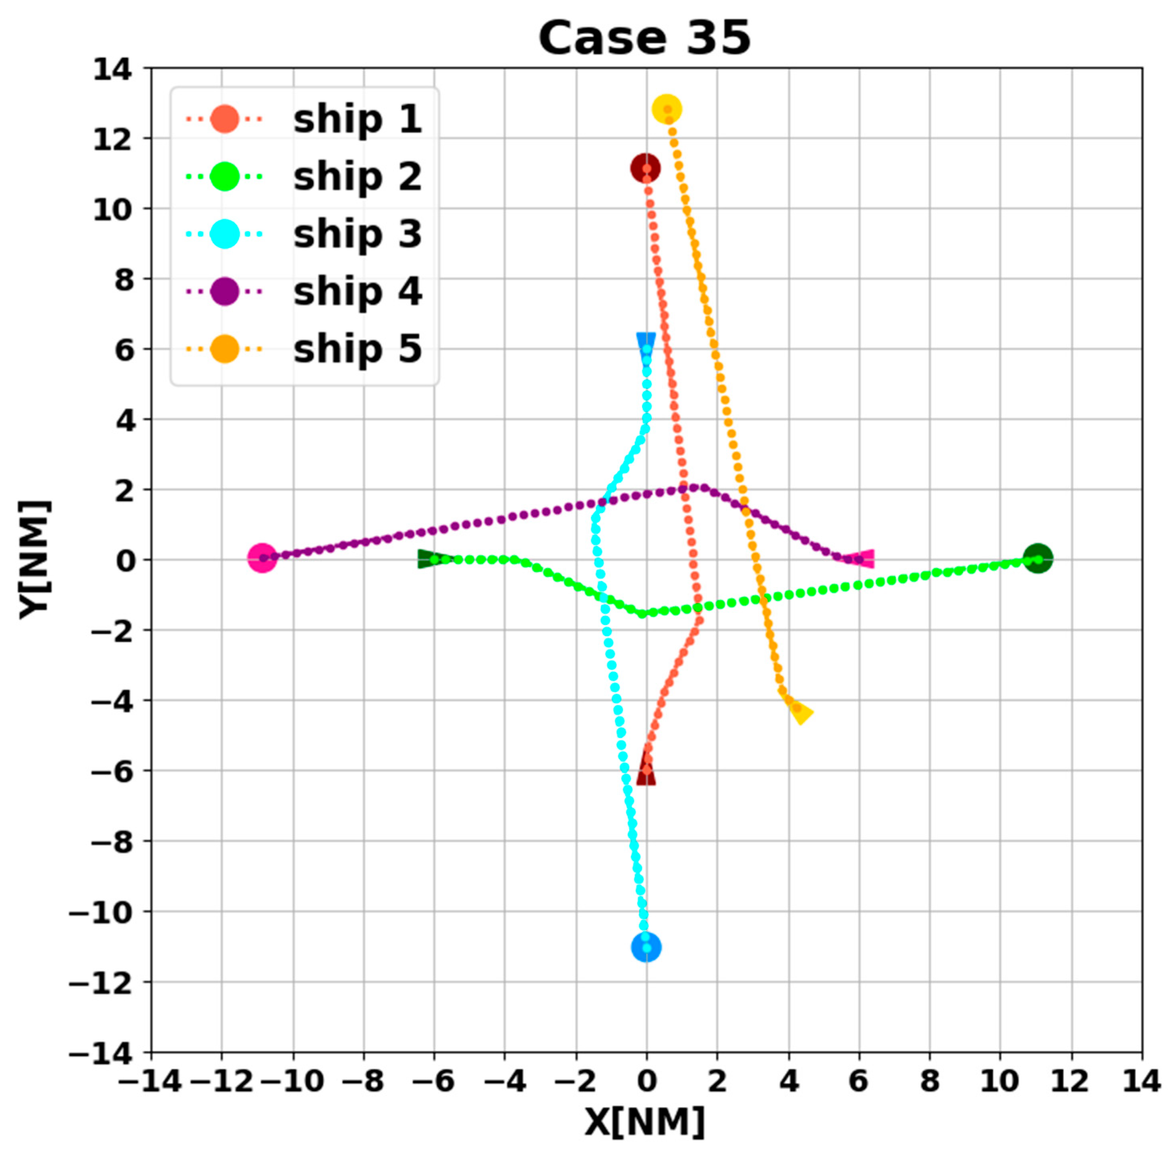 Case 35
14
12
10
8
6
4
2
0
−2
−4
−6
−8
−10
−12
−14
Y[NM]
ship 1
ship 2
ship 3
ship 4
ship 5
−14 −12 −10 −8 −6 −4 −2 0 2 4 6 8 10 12 14
X[NM]